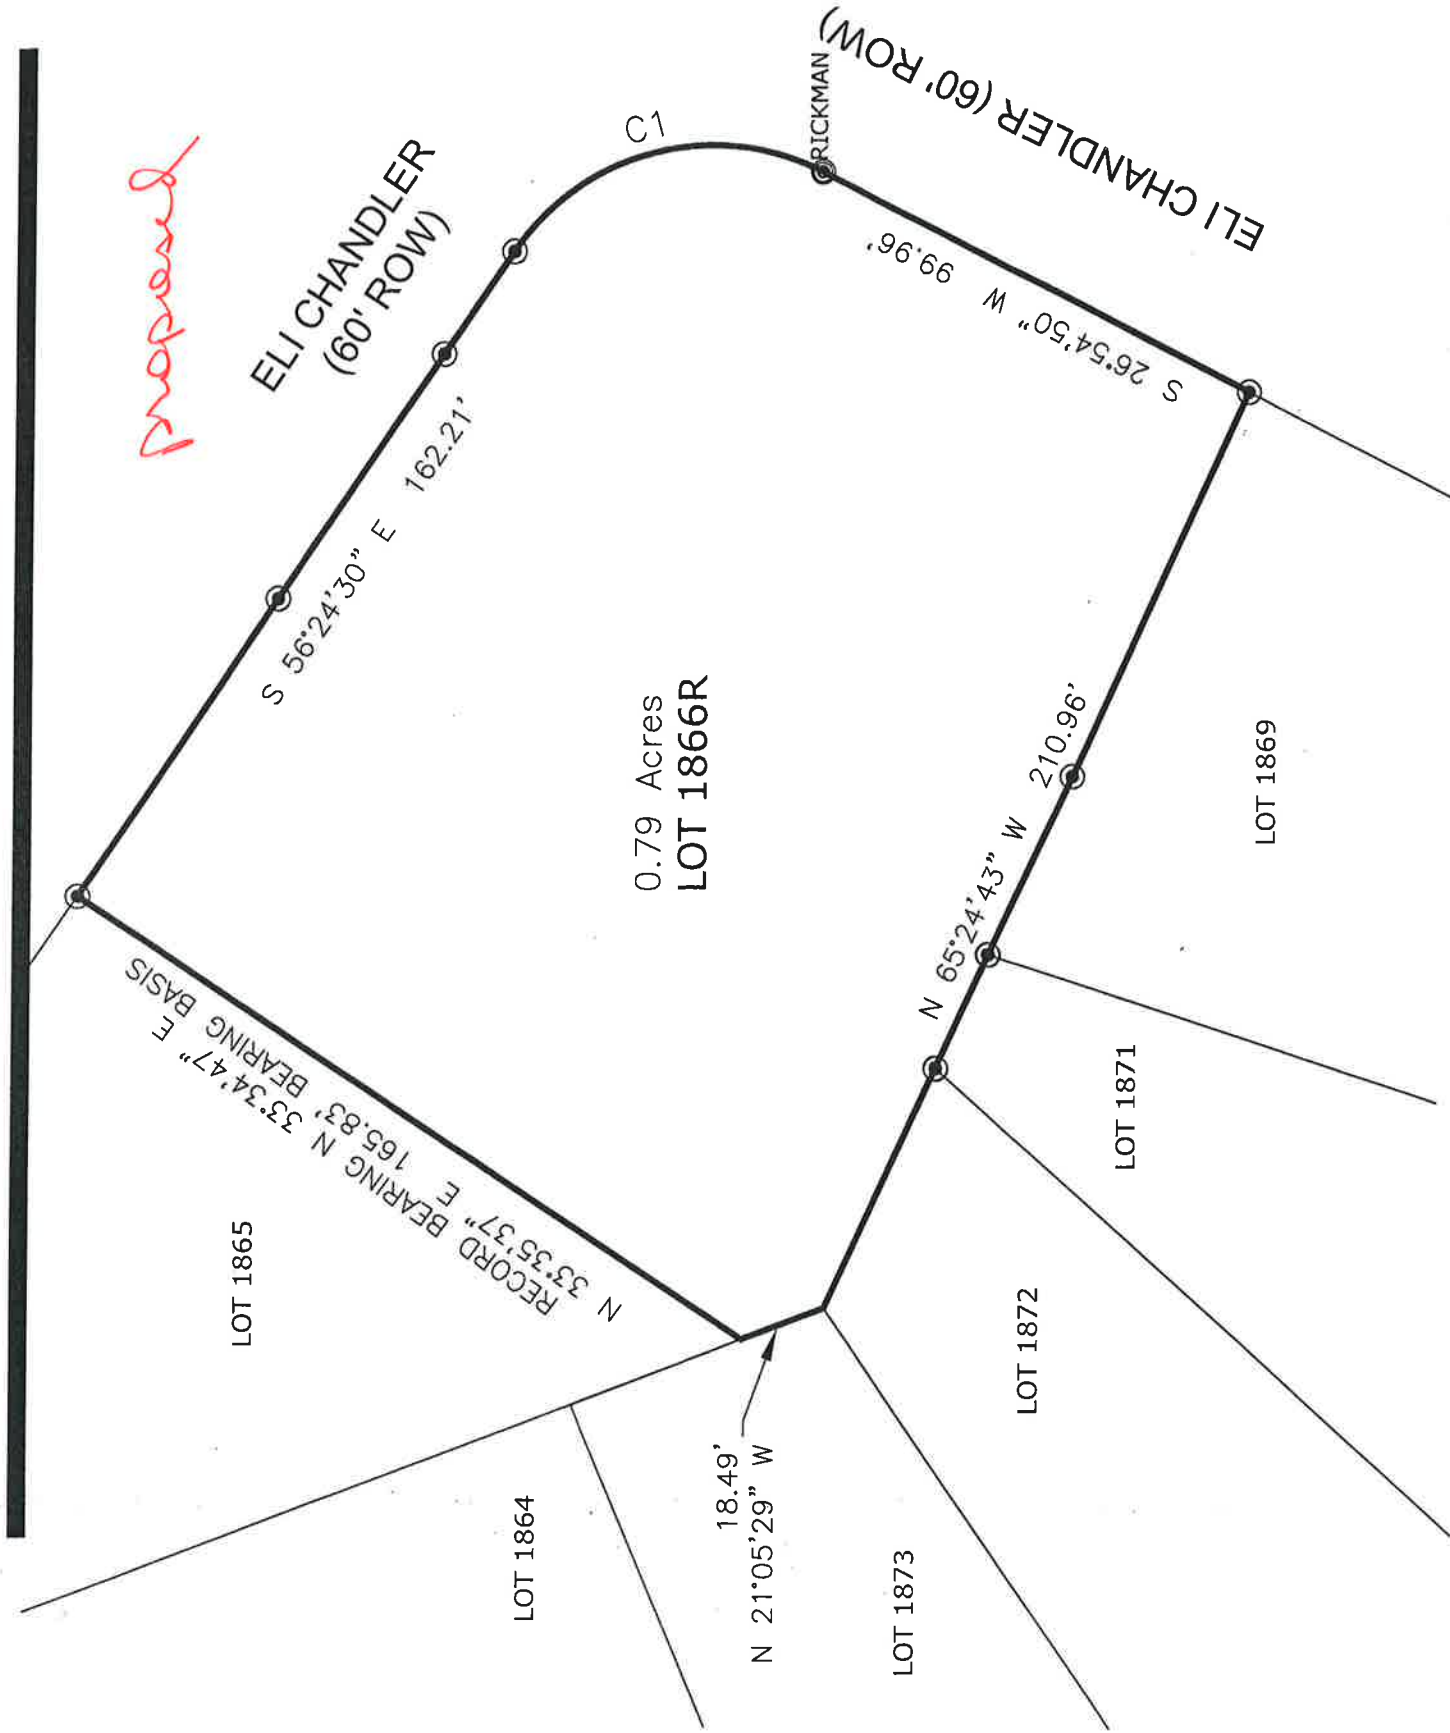 proposed
ELI CHANDLER
(60' ROW)
C1
RICKMAN
ELI CHANDLER (60' ROW)
S 56°24'30" E 162.21'
S 26°54'50" W 99.96'
0.79 Acres
LOT 1866R
RECORD BEARING N 33°34'47" E
N 33°35'37" E 165.83' BEARING BASIS
N 65°24'43" W 210.96'
LOT 1865
LOT 1869
LOT 1871
LOT 1872
LOT 1864
18.49'
N 21°05'29" W
LOT 1873